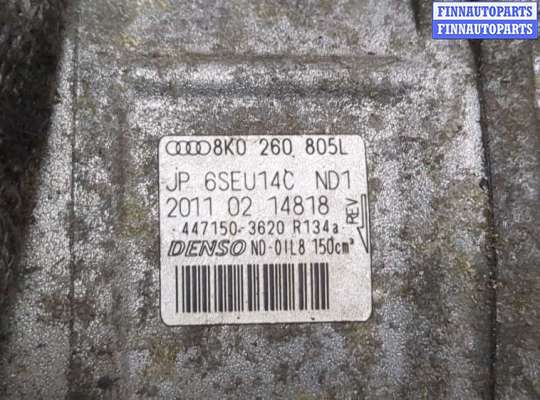 FINNAUTOPARTS
FINNAUTOPARTS
8K0 260 805L
JP 6SEU14C ND1
2011 02 14818
447150-3620 R134a
REV
DENSO ND-OIL8 150cm³